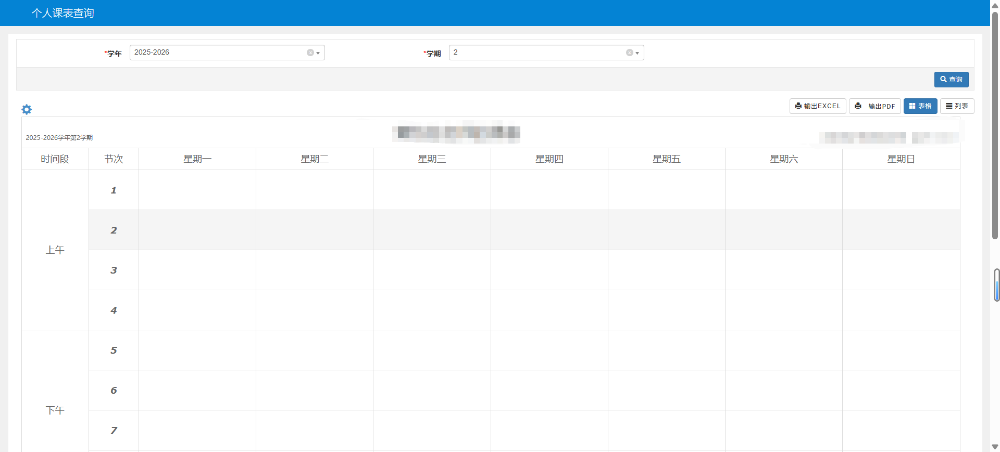 个人课表查询
*学年 2025-2026 *学期 2
查询
输出EXCEL 输出PDF 表格 列表
2025-2026学年第2学期
时间段 节次 星期一 星期二 星期三 星期四 星期五 星期六 星期日
上午
1
2
3
4
下午
5
6
7